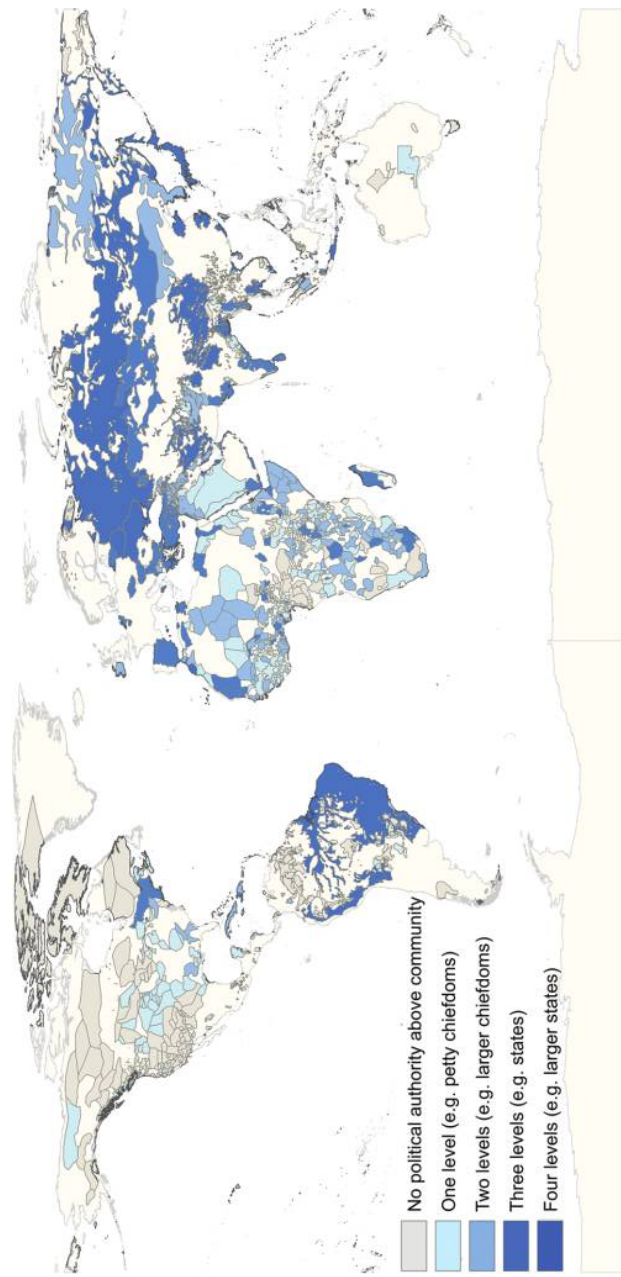 No political authority above community
One level (e.g. petty chiefdoms)
Two levels (e.g. larger chiefdoms)
Three levels (e.g. states)
Four levels (e.g. larger states)